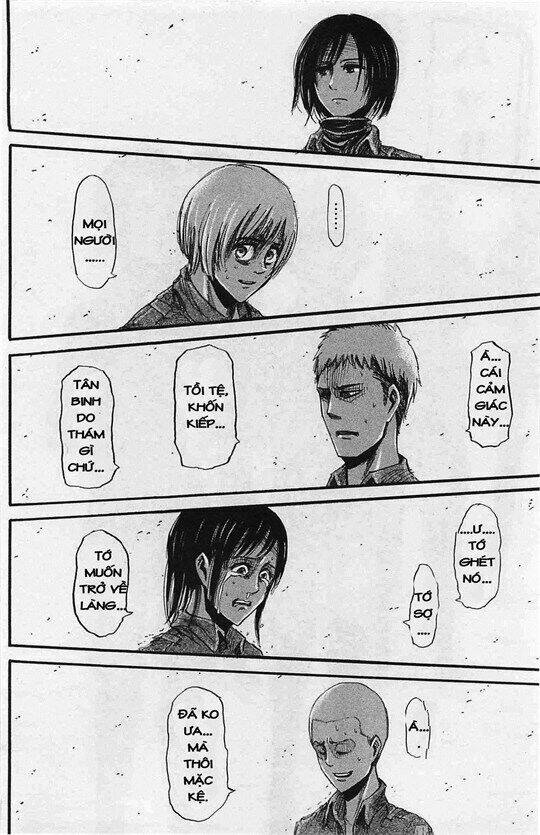 ......
MỌI
NGƯỜI
......
Á...
CÁI
CẢM
GIÁC
NÀY...
TỒI TỆ,
KHỐN
KIẾP...
TÂN
BINH DO
THÁM
GÌ
CHỨ...
....Ư...
TỚ
GHÉT
NÓ...
TỚ
SỢ
....
TỚ
MUỐN
TRỞ VỀ
LÀNG...
Á...
.
ĐÃ KO
ƯA...
MÀ
THÔI
MẶC
KỆ.